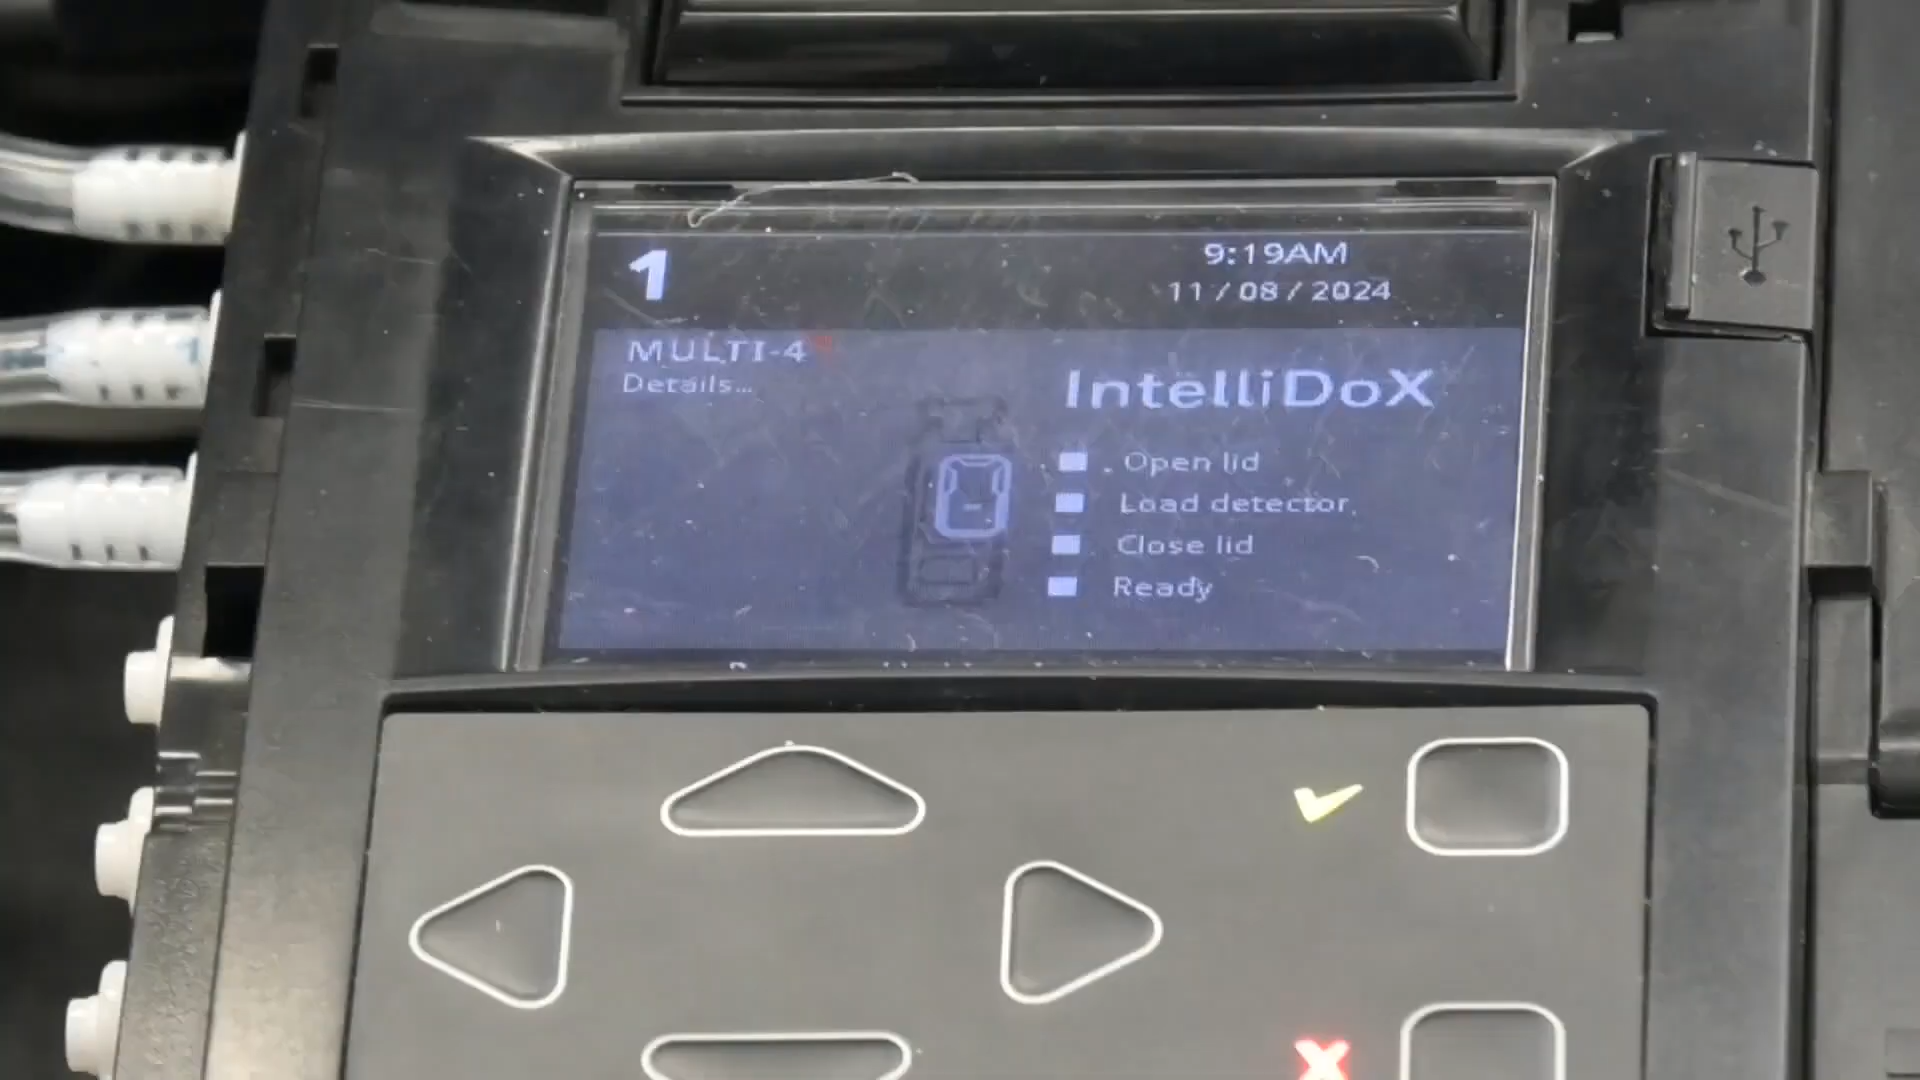 1
9:19AM
11/08/2024
MULTI-4
Details...
IntelliDoX
Open lid
Load detector
Close lid
Ready